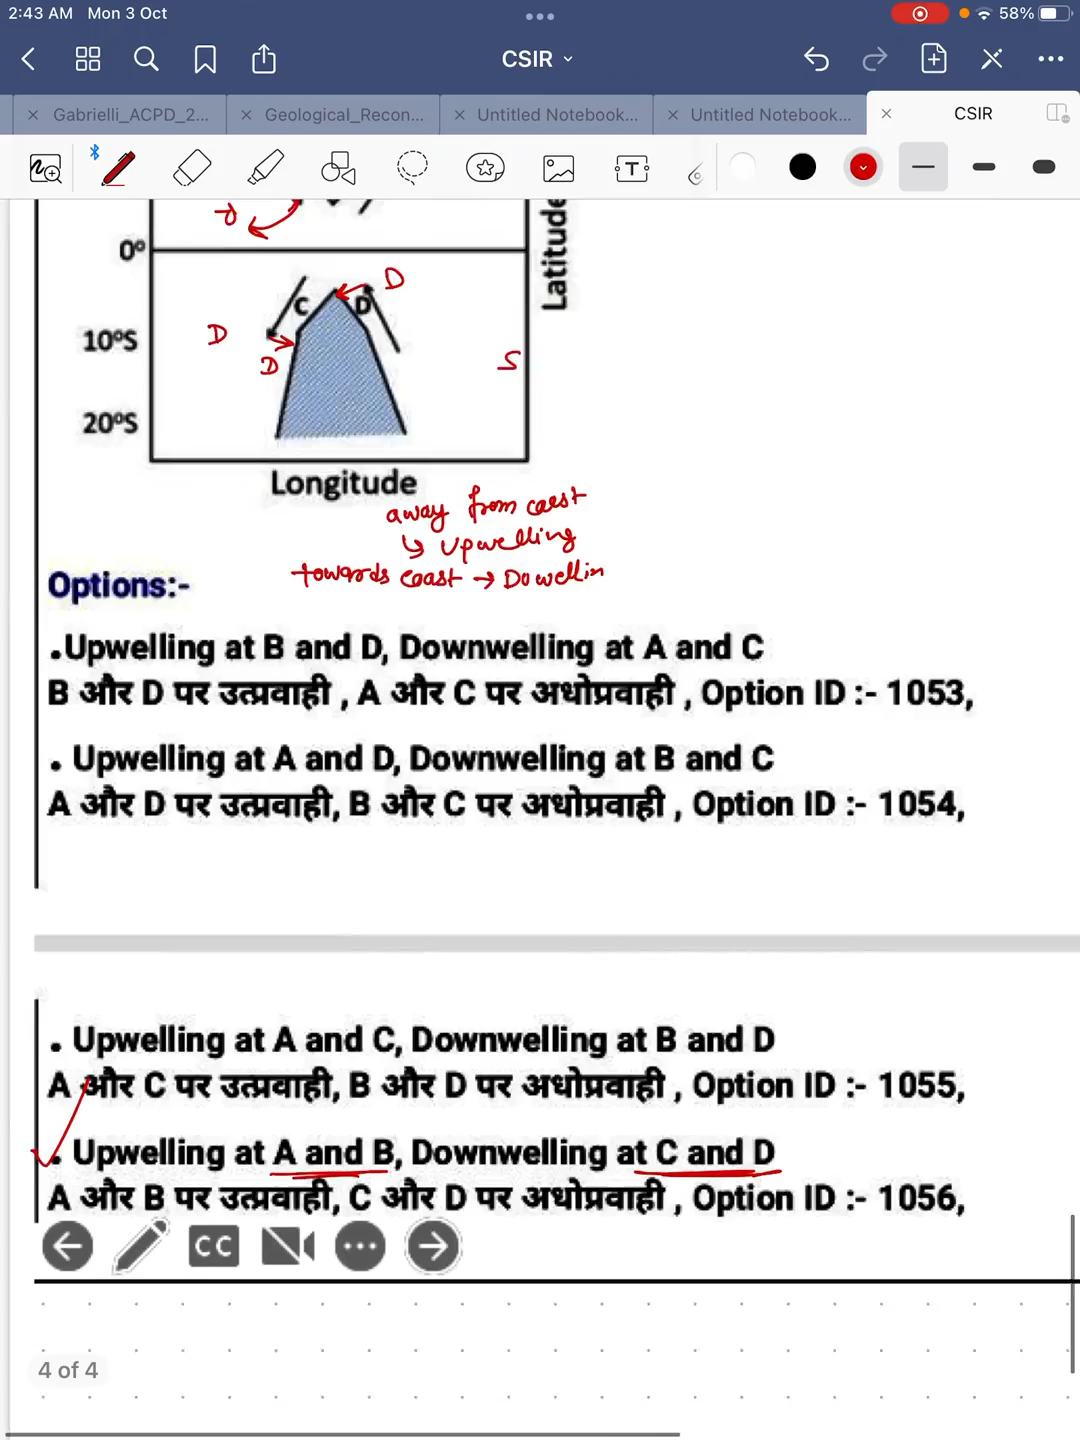 2:43 AM Mon 3 Oct
58%
CSIR
Gabrielli_ACPD_2...
Geological_Recon...
Untitled Notebook...
Untitled Notebook...
CSIR
T
0°
Latitude
D
C
D
10°S
D
D
S
20°S
Longitude
away from coast
↳ Upwelling
towards coast → Dowellin
Options:-
.Upwelling at B and D, Downwelling at A and C
B और D पर उत्प्रवाही , A और C पर अधोप्रवाही , Option ID :- 1053,
. Upwelling at A and D, Downwelling at B and C
A और D पर उत्प्रवाही, B और C पर अधोप्रवाही , Option ID :- 1054,
. Upwelling at A and C, Downwelling at B and D
A और C पर उत्प्रवाही, B और D पर अधोप्रवाही , Option ID :- 1055,
. Upwelling at A and B, Downwelling at C and D
A और B पर उत्प्रवाही, C और D पर अधोप्रवाही , Option ID :- 1056,
CC
4 of 4